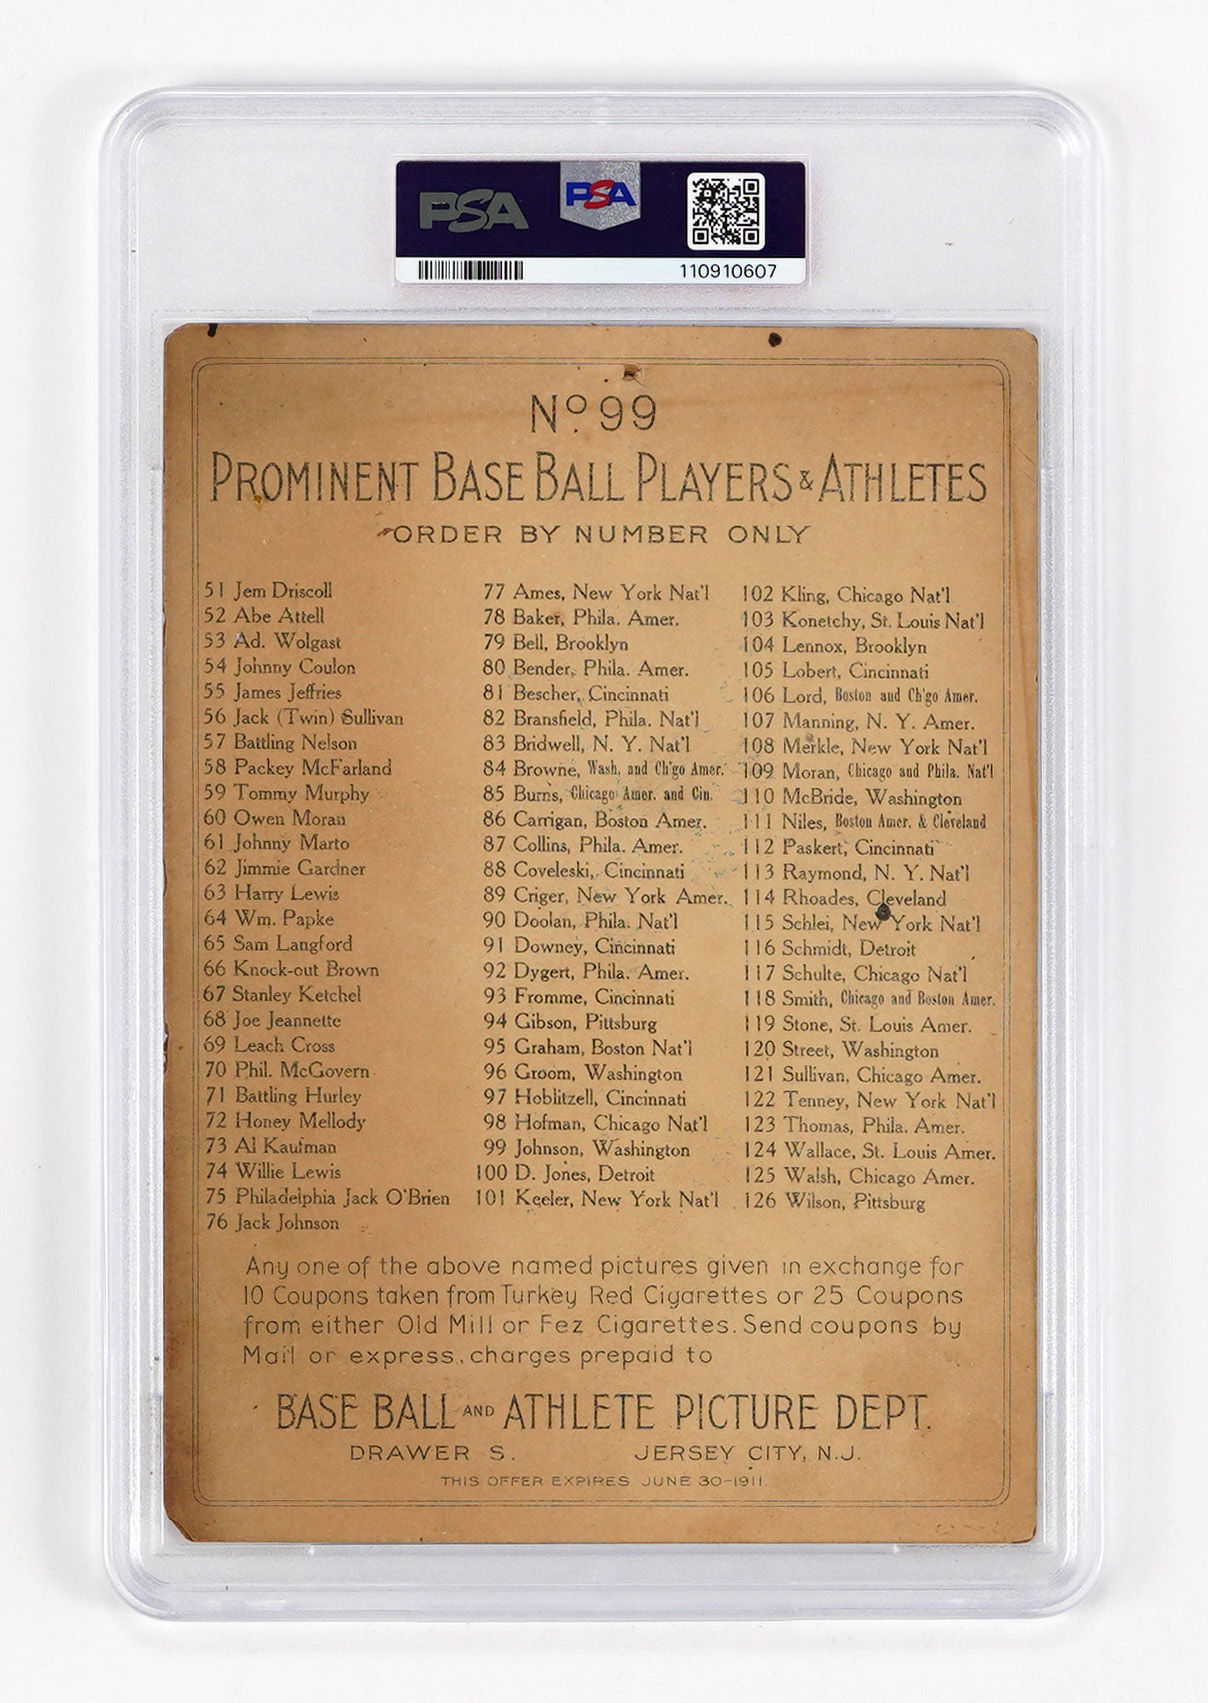 PSA
PSA
110910607
Nº 99
PROMINENT BASE BALL PLAYERS & ATHLETES
ORDER BY NUMBER ONLY
51 Jem Driscoll
52 Abe Attell
53 Ad. Wolgast
54 Johnny Coulon
55 James Jeffries
56 Jack (Twin) Sullivan
57 Battling Nelson
58 Packey McFarland
59 Tommy Murphy
60 Owen Moran
61 Johnny Marto
62 Jimmie Gardner
63 Harry Lewis
64 Wm. Papke
65 Sam Langford
66 Knock-out Brown
67 Stanley Ketchel
68 Joe Jeannette
69 Leach Cross
70 Phil. McGovern
71 Battling Hurley
72 Honey Mellody
73 Al Kaufman
74 Willie Lewis
75 Philadelphia Jack O'Brien
76 Jack Johnson
77 Ames, New York Nat'l
78 Baker, Phila. Amer.
79 Bell, Brooklyn
80 Bender, Phila. Amer.
81 Bescher, Cincinnati
82 Bransfield, Phila. Nat'l
83 Bridwell, N. Y. Nat'l
84 Browne, Wash. and Ch'go Amer.
85 Burns, Chicago Amer. and Cin.
86 Carrigan, Boston Amer.
87 Collins, Phila. Amer.
88 Coveleski, Cincinnati
89 Criger, New York Amer.
90 Doolan, Phila. Nat'l
91 Downey, Cincinnati
92 Dygert, Phila. Amer.
93 Fromme, Cincinnati
94 Gibson, Pittsburg
95 Graham, Boston Nat'l
96 Groom, Washington
97 Hoblitzell, Cincinnati
98 Hofman, Chicago Nat'l
99 Johnson, Washington
100 D. Jones, Detroit
101 Keeler, New York Nat'l
102 Kling, Chicago Nat'l
103 Konetchy, St. Louis Nat'l
104 Lennox, Brooklyn
105 Lobert, Cincinnati
106 Lord, Boston and Ch'go Amer.
107 Manning, N. Y. Amer.
108 Merkle, New York Nat'l
109 Moran, Chicago and Phila. Nat'l
110 McBride, Washington
111 Niles, Boston Amer. & Cleveland
112 Paskert, Cincinnati
113 Raymond, N. Y. Nat'l
114 Rhoades, Cleveland
115 Schlei, New York Nat'l
116 Schmidt, Detroit
117 Schulte, Chicago Nat'l
118 Smith, Chicago and Boston Amer.
119 Stone, St. Louis Amer.
120 Street, Washington
121 Sullivan, Chicago Amer.
122 Tenney, New York Nat'l
123 Thomas, Phila. Amer.
124 Wallace, St. Louis Amer.
125 Walsh, Chicago Amer.
126 Wilson, Pittsburg
Any one of the above named pictures given in exchange for
10 Coupons taken from Turkey Red Cigarettes or 25 Coupons
from either Old Mill or Fez Cigarettes. Send coupons by
Mail or express, charges prepaid to
BASE BALL AND ATHLETE PICTURE DEPT.
DRAWER S. JERSEY CITY, N.J.
THIS OFFER EXPIRES JUNE 30-1911